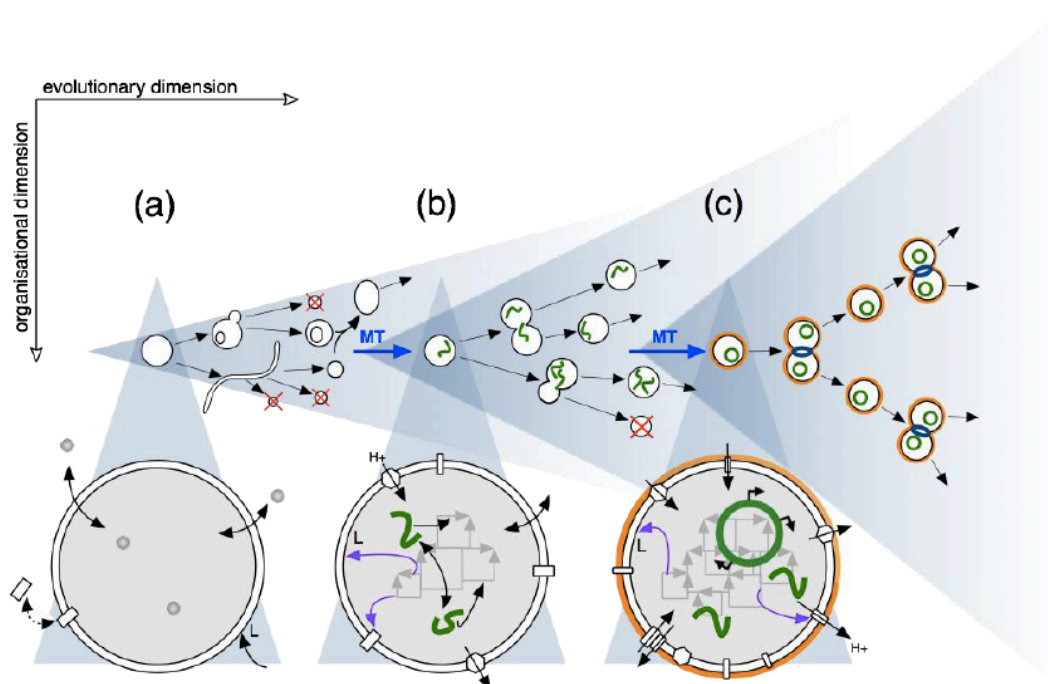 evolutionary dimension
organisational dimension
(a)
(b)
(c)
MT
MT
H+
L
L
L
H+